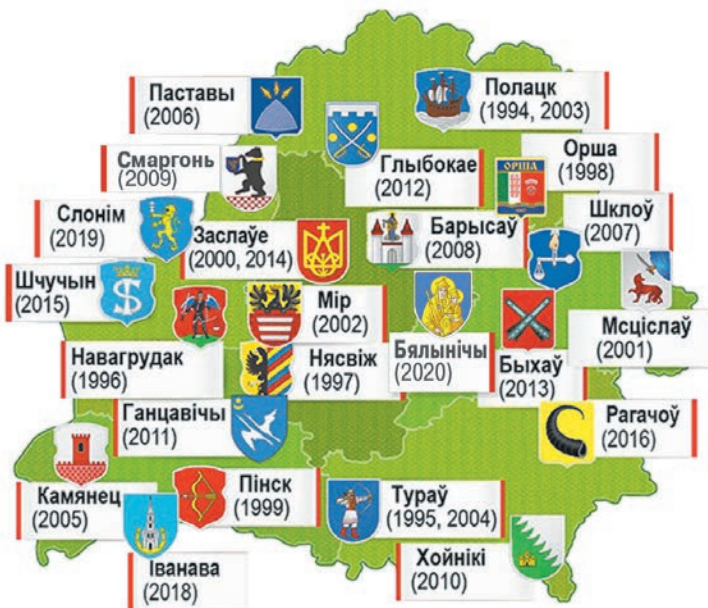 Паставы
(2006)
Полацк
(1994, 2003)
Смаргонь
(2009)
Глыбокае
(2012)
ОРША
Орша
(1998)
Слонім
(2019)
Заслаўе
(2000, 2014)
Барысаў
(2008)
Шклоў
(2007)
Шчучын
(2015)
Мір
(2002)
Мсціслаў
(2001)
Навагрудак
(1996)
Нясвіж
(1997)
Бялынічы
(2020)
Быхаў
(2013)
Ганцавічы
(2011)
Рагачоў
(2016)
Камянец
(2005)
Пінск
(1999)
Тураў
(1995, 2004)
Іванава
(2018)
Хойнікі
(2010)